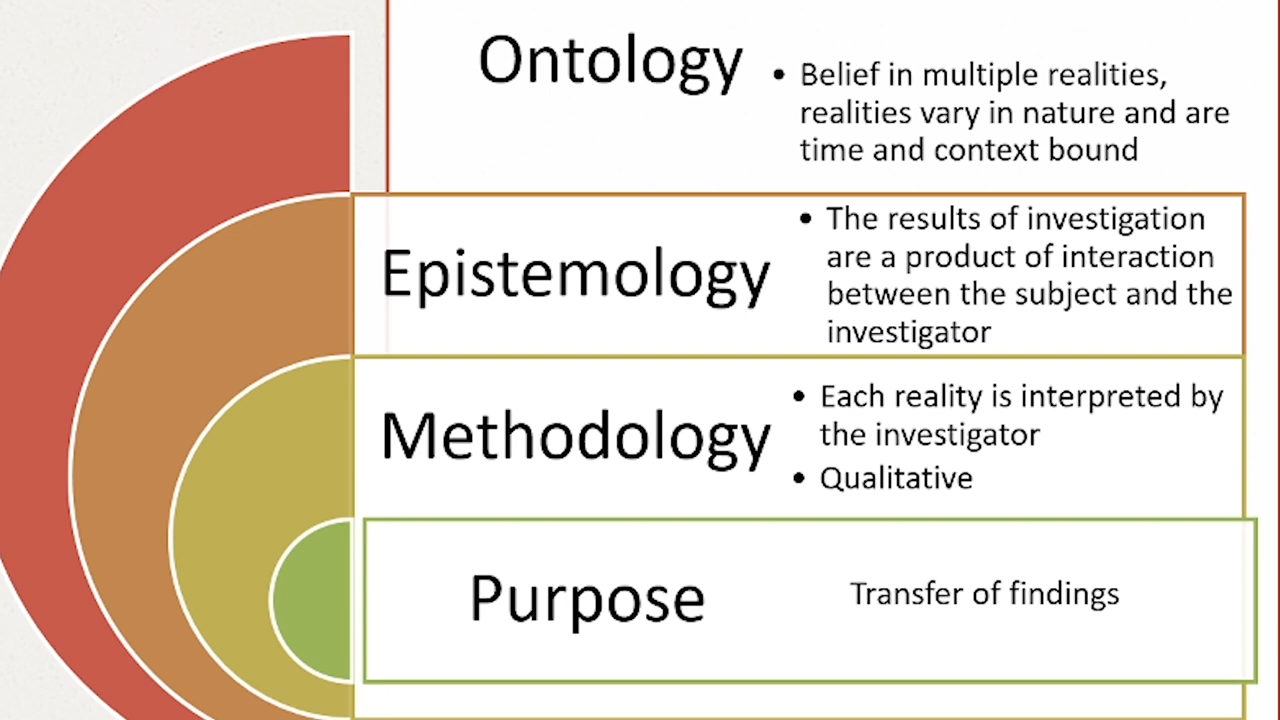 Ontology
• Belief in multiple realities,
realities vary in nature and are
time and context bound
Epistemology
• The results of investigation
are a product of interaction
between the subject and the
investigator
Methodology
• Each reality is interpreted by
the investigator
• Qualitative
Purpose
Transfer of findings